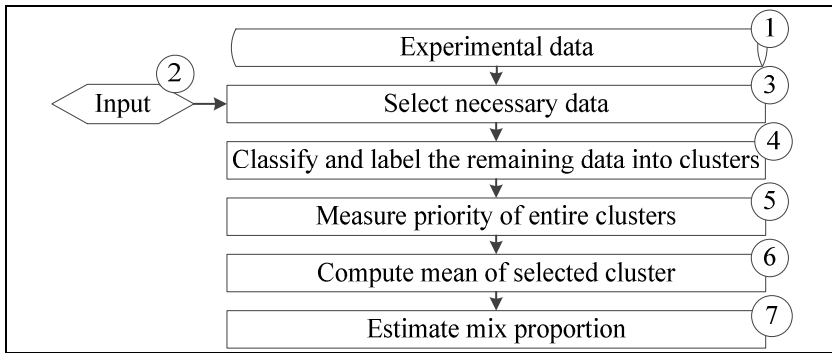 1
Experimental data
2
Input
3
Select necessary data
4
Classify and label the remaining data into clusters
5
Measure priority of entire clusters
6
Compute mean of selected cluster
7
Estimate mix proportion